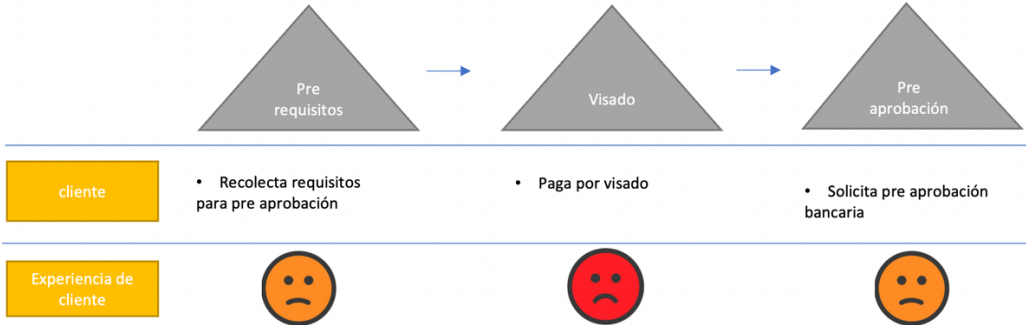 Pre
requisitos
Visado
Pre
aprobación
cliente
• Recolecta requisitos
para pre aprobación
• Paga por visado
• Solicita pre aprobación
bancaria
Experiencia de
cliente